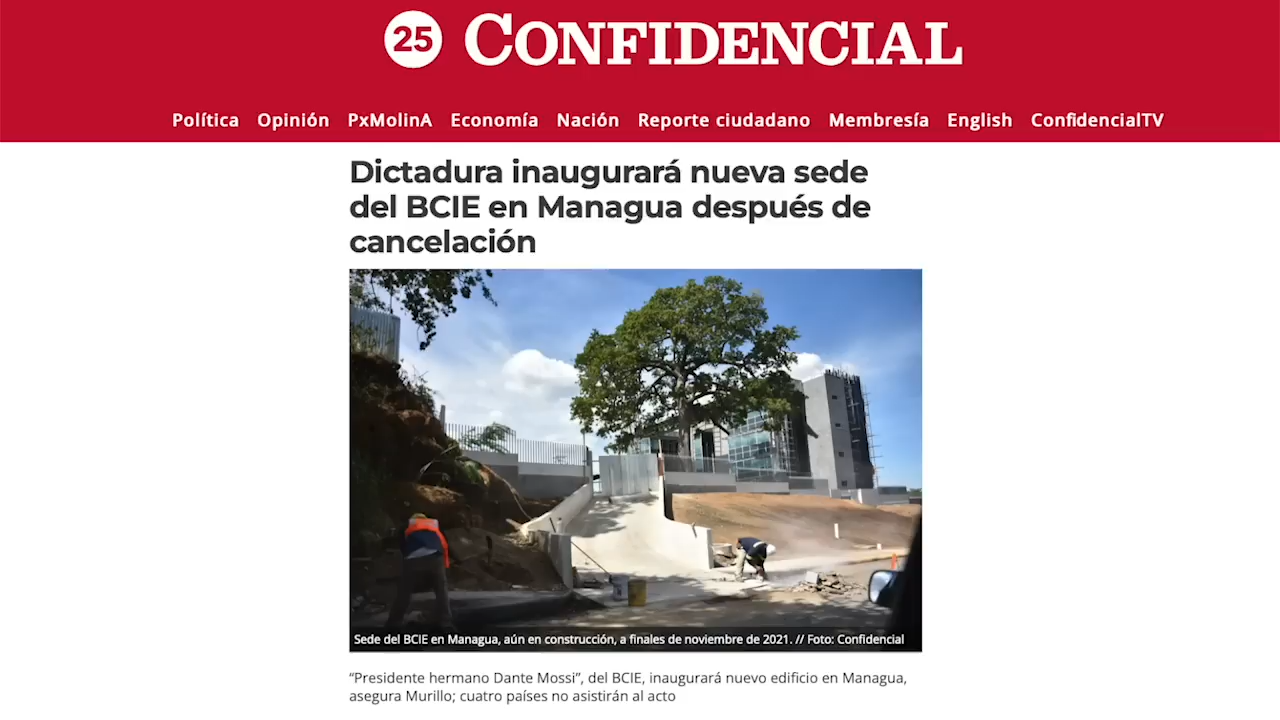 25 CONFIDENCIAL
Política Opinión PxMolinA Economía Nación Reporte ciudadano Membresía English ConfidencialTV
Dictadura inaugurará nueva sede
del BCIE en Managua después de
cancelación
Sede del BCIE en Managua, aún en construcción, a finales de noviembre de 2021. // Foto: Confidencial
“Presidente hermano Dante Mossi”, del BCIE, inaugurará nuevo edificio en Managua,
asegura Murillo; cuatro países no asistirán al acto